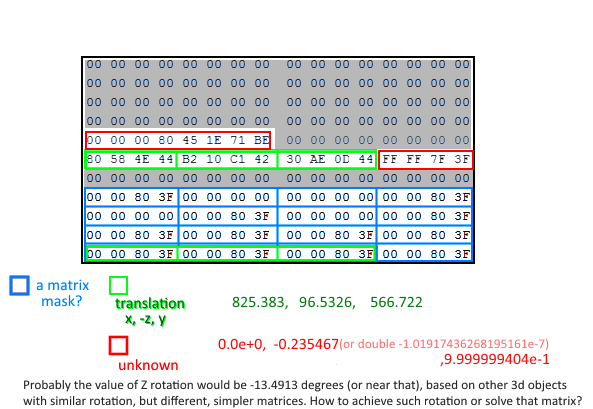 00 00 00 00 00 00 00 00 00 00 00 00 00 00 00 00
00 00 00 00 00 00 00 00 00 00 00 00 00 00 00 00
00 00 00 00 00 00 00 00 00 00 00 00 00 00 00 00
00 00 00 00 00 00 00 00 00 00 00 00 00 00 00 00
00 00 00 80 45 1E 71 BE 00 00 00 00 00 00 00 00
80 58 4E 44 B2 10 C1 42 30 AE 0D 44 FF FF 7F 3F
00 00 00 00 00 00 00 00 00 00 00 00 00 00 00 00
00 00 80 3F 00 00 00 00 00 00 00 00 00 00 80 3F
00 00 00 00 00 00 80 3F 00 00 00 00 00 00 80 3F
00 00 80 3F 00 00 80 3F 00 00 80 3F 00 00 80 3F
00 00 80 3F 00 00 80 3F 00 00 80 3F 00 00 80 3F
a matrix
mask?
translation
x, -z, y
825.383, 96.5326, 566.722
unknown
0.0e+0, -0.235467(or double -1.01917436268195161e-7)
,9.999999404e-1
Probably the value of Z rotation would be -13.4913 degrees (or near that), based on other 3d objects
with similar rotation, but different, simpler matrices. How to achieve such rotation or solve that matrix?